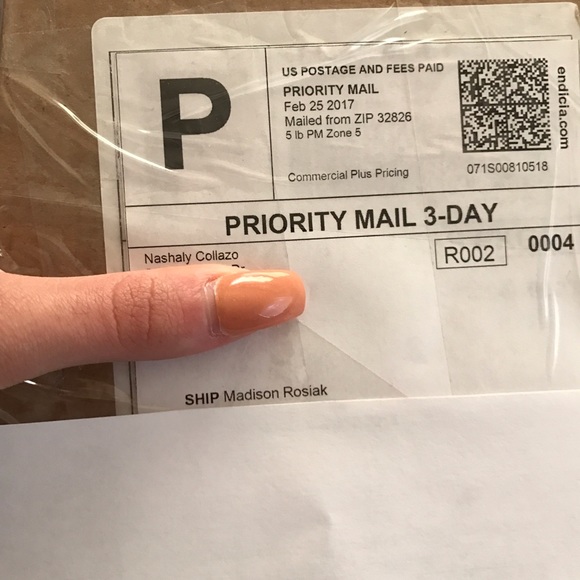 P
US POSTAGE AND FEES PAID
PRIORITY MAIL
Feb 25 2017
Mailed from ZIP 32826
5 lb PM Zone 5
Commercial Plus Pricing
071S00810518
endicia.com
PRIORITY MAIL 3-DAY
Nashaly Collazo
R002
0004
SHIP Madison Rosiak